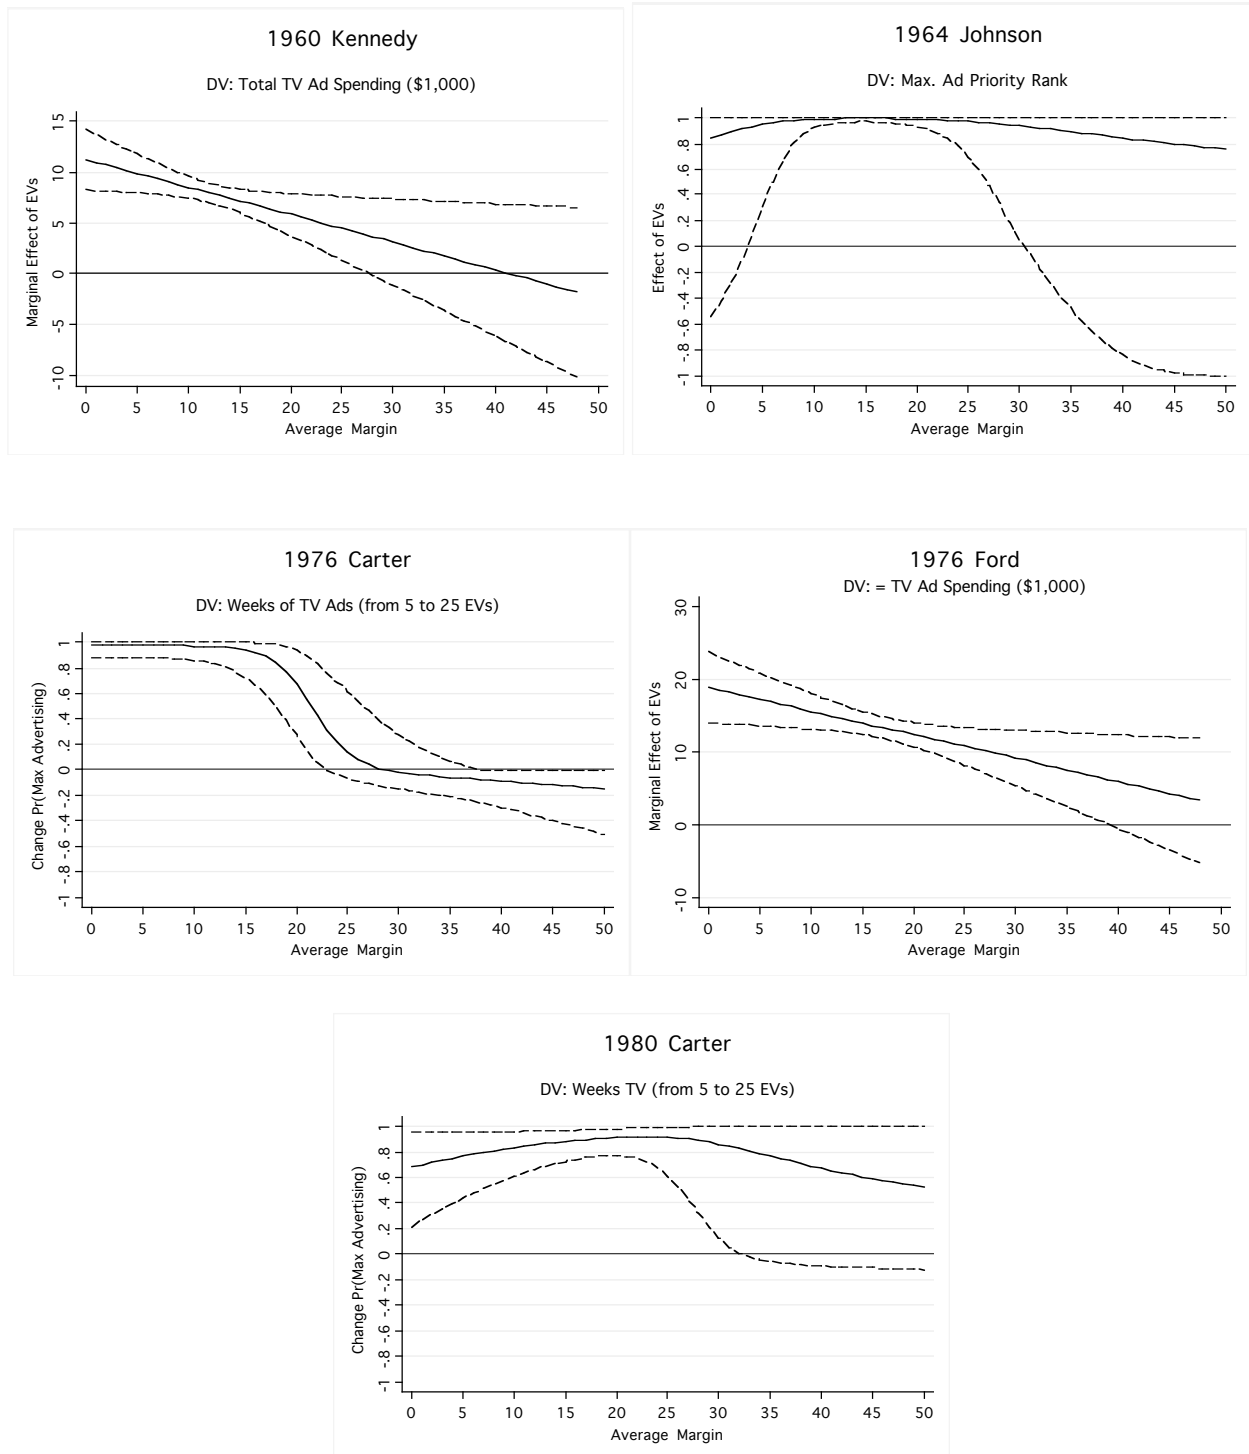 1960 Kennedy
DV: Total TV Ad Spending ($1,000)
Marginal Effect of EVs
15
10
5
0
-5
-10
0 5 10 15 20 25 30 35 40 45 50
Average Margin
1964 Johnson
DV: Max. Ad Priority Rank
Effect of EVs
1
.8
.6
.4
.2
0
-.2
-.4
-.6
-.8
-1
0 5 10 15 20 25 30 35 40 45 50
Average Margin
1976 Carter
DV: Weeks of TV Ads (from 5 to 25 EVs)
Change Pr(Max Advertising)
1
.8
.6
.4
.2
0
-.2
-.4
-.6
-.8
-1
0 5 10 15 20 25 30 35 40 45 50
Average Margin
1976 Ford
DV: = TV Ad Spending ($1,000)
Marginal Effect of EVs
30
20
10
0
-10
0 5 10 15 20 25 30 35 40 45 50
Average Margin
1980 Carter
DV: Weeks TV (from 5 to 25 EVs)
Change Pr(Max Advertising)
1
.8
.6
.4
.2
0
-.2
-.4
-.6
-.8
-1
0 5 10 15 20 25 30 35 40 45 50
Average Margin